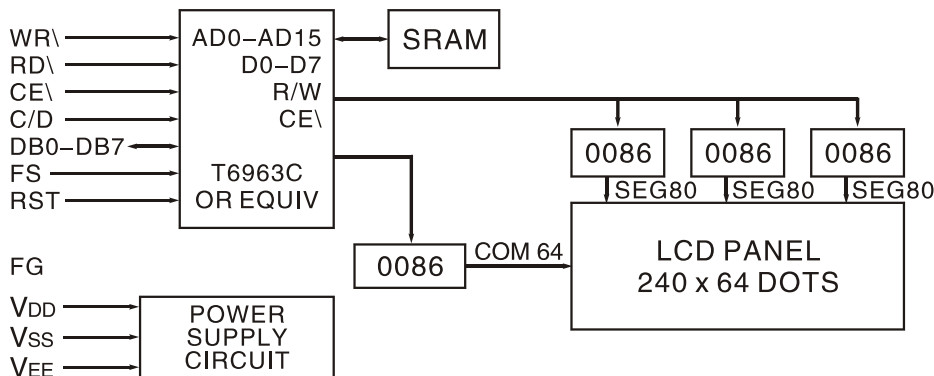 WR\
RD\
CE\
C/D
DB0-DB7
FS
RST
AD0-AD15
D0-D7
R/W
CE\
T6963C
OR EQUIV
SRAM
0086
0086
0086
SEG80
SEG80
SEG80
0086
COM 64
LCD PANEL
240 x 64 DOTS
FG
VDD
VSS
VEE
POWER
SUPPLY
CIRCUIT